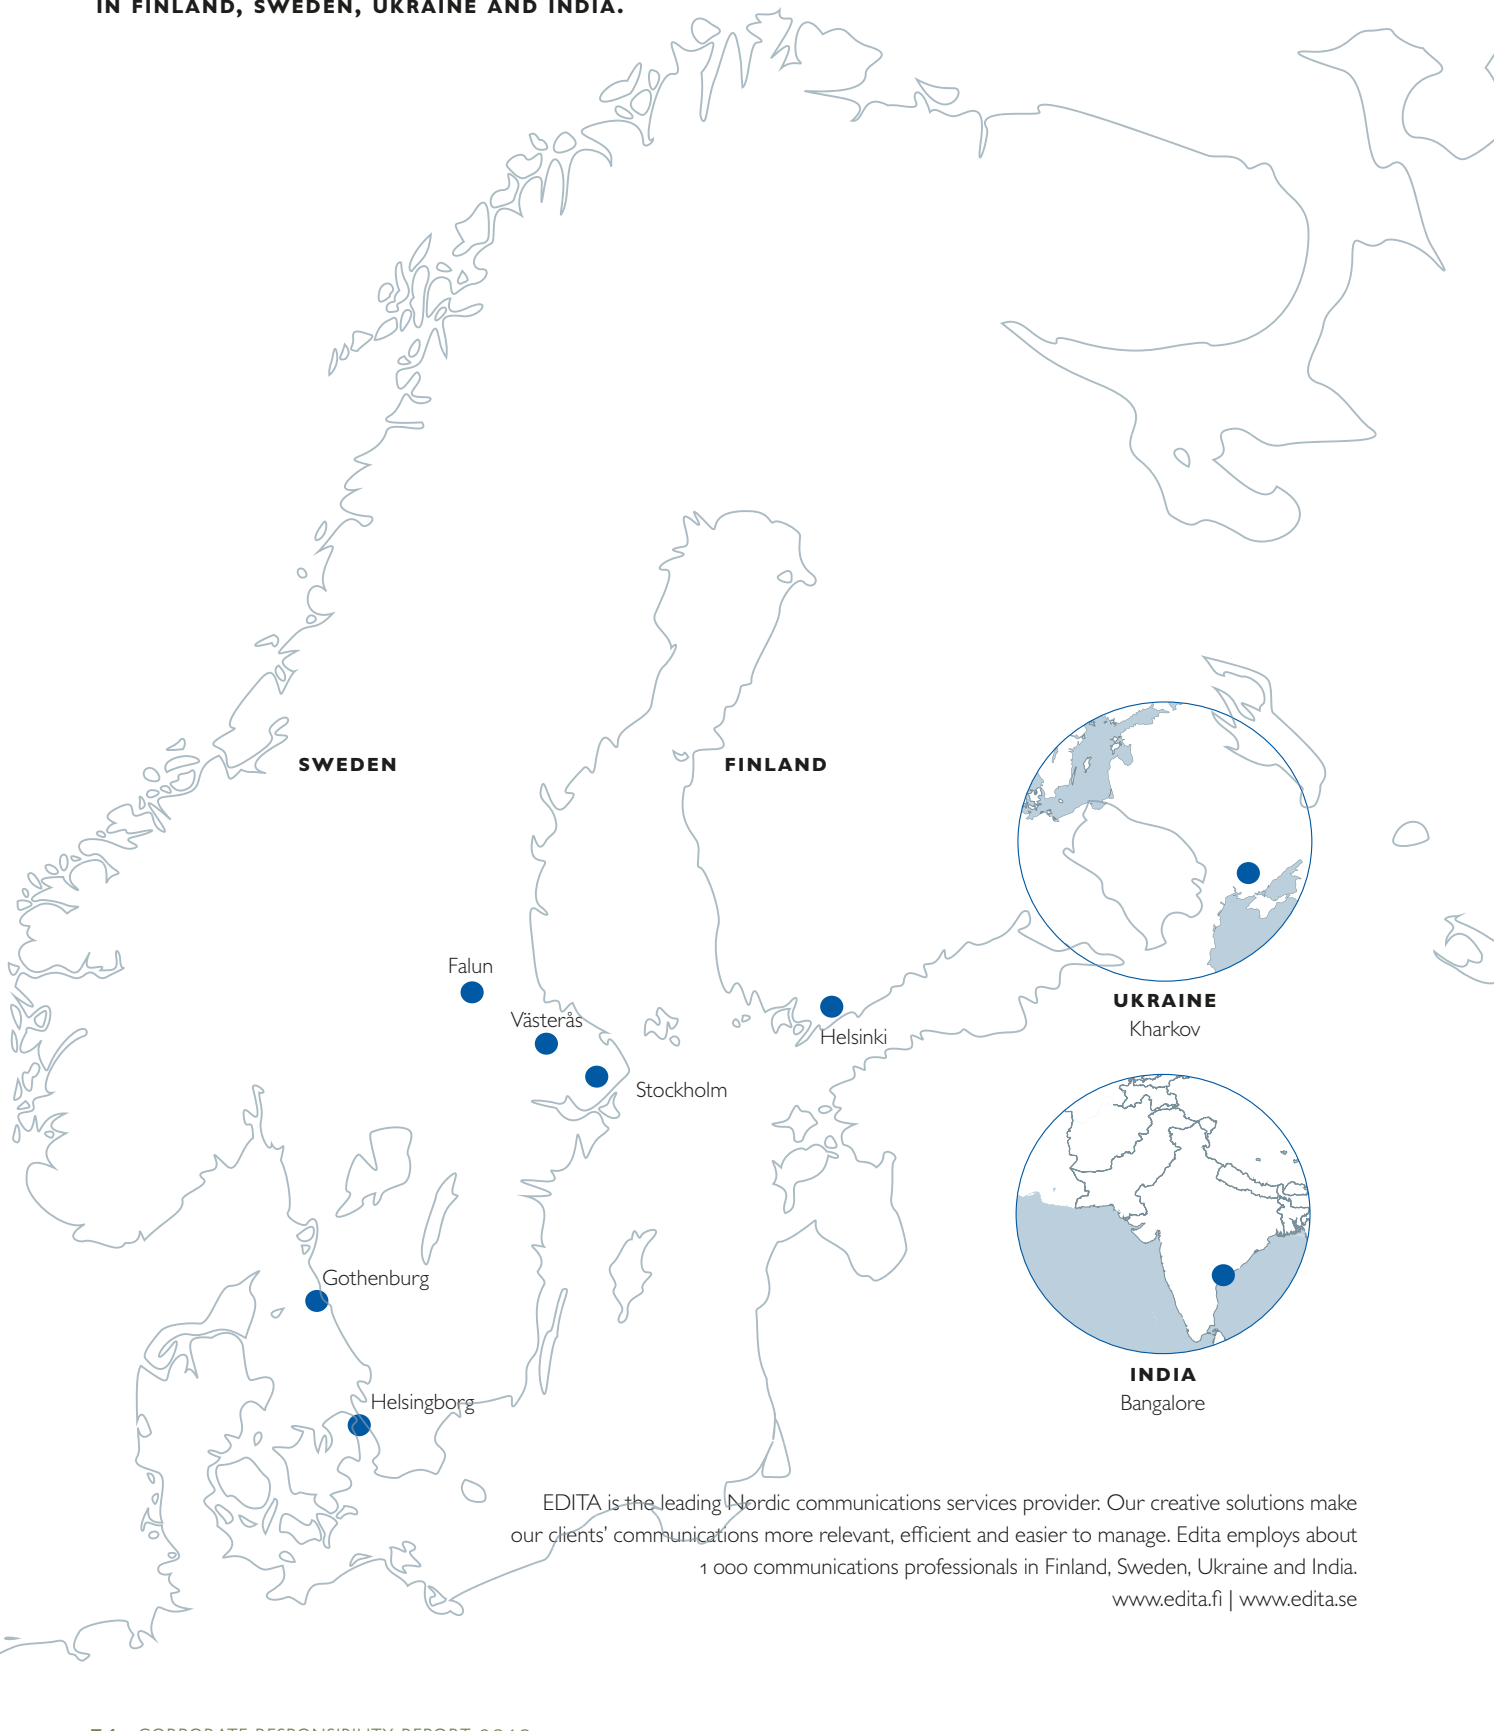 IN FINLAND, SWEDEN, UKRAINE AND INDIA.
SWEDEN
FINLAND
Falun
Västerås
Stockholm
Helsinki
UKRAINE
Kharkov
Gothenburg
Helsingborg
INDIA
Bangalore
EDITA is the leading Nordic communications services provider. Our creative solutions make
our clients’ communications more relevant, efficient and easier to manage. Edita employs about
1 000 communications professionals in Finland, Sweden, Ukraine and India.
www.edita.fi | www.edita.se
CORPORATE RESPONSIBILITY REPORT